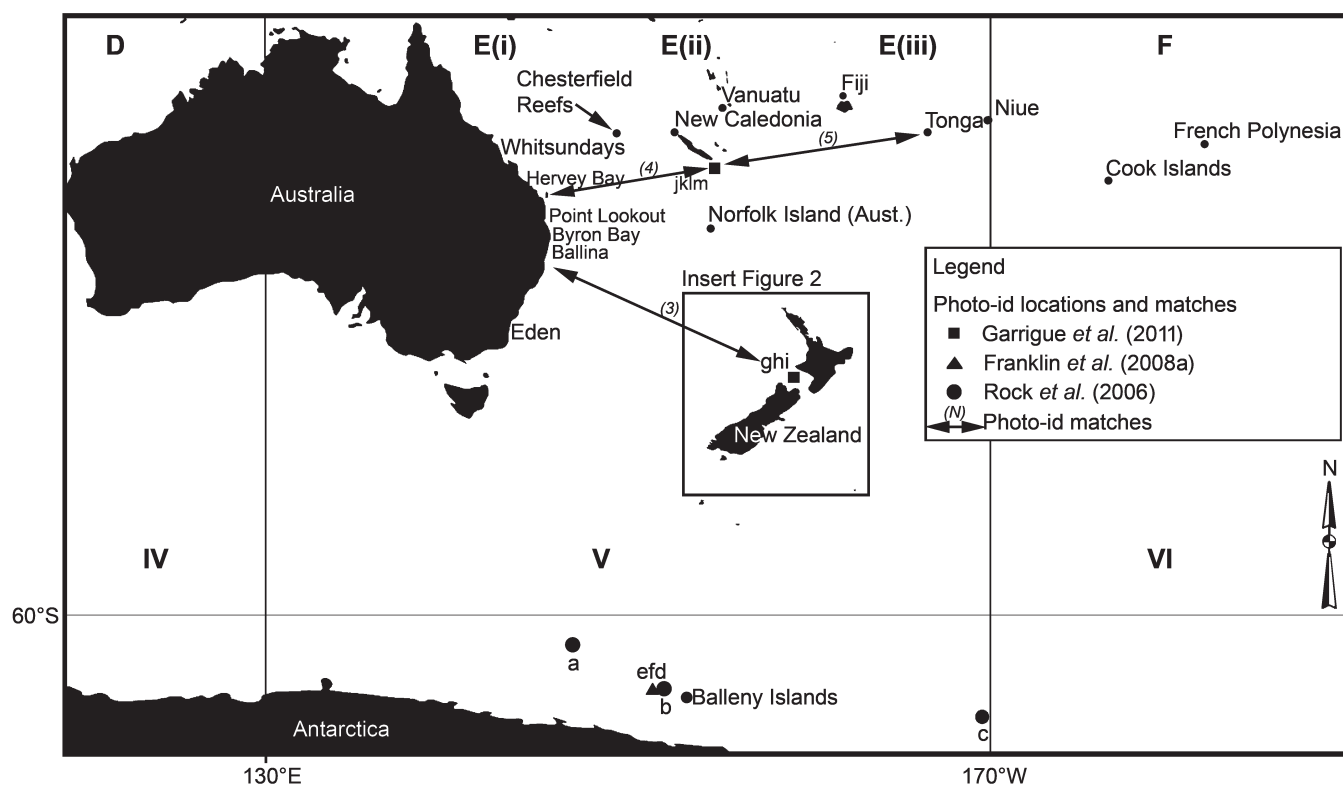 D
E(i)
E(ii)
E(iii)
F
Chesterfield
Reefs
Vanuatu
Fiji
New Caledonia
Tonga
Niue
French Polynesia
Whitsundays
(5)
Cook Islands
Hervey Bay
(4)
jklm
Australia
Point Lookout
Byron Bay
Ballina
Norfolk Island (Aust.)
Insert Figure 2
(3)
Eden
ghi
New Zealand
Legend
Photo-id locations and matches
Garrigue et al. (2011)
Franklin et al. (2008a)
Rock et al. (2006)
(N)
Photo-id matches
N
IV
V
VI
60°S
a
efd
b
Balleny Islands
c
Antarctica
130°E
170°W